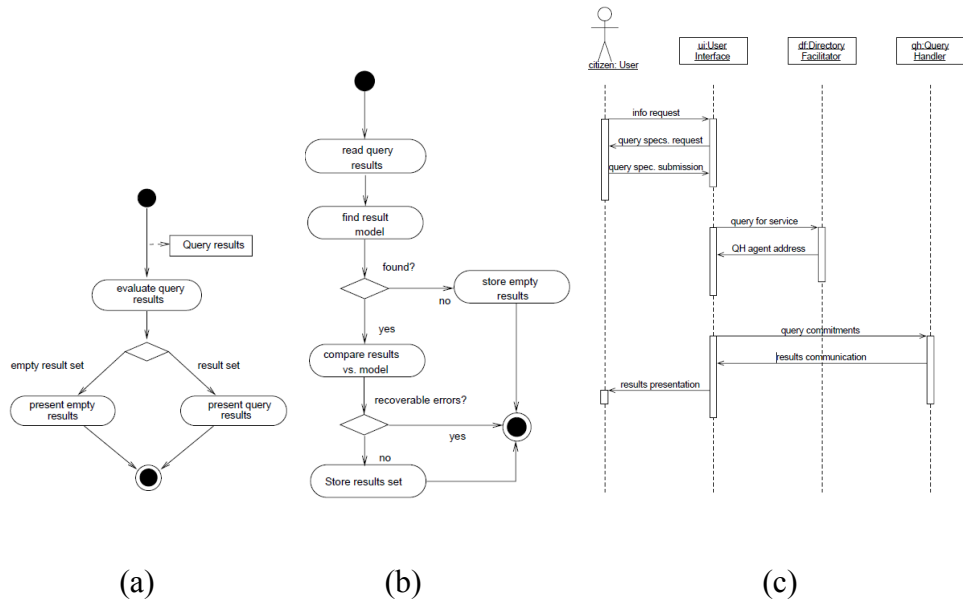 Query results
evaluate query
results
empty result set
result set
present empty
results
present query
results
(a)
read query
results
find result
model
found?
no
store empty
results
yes
compare results
vs. model
recoverable errors?
yes
no
Store results set
(b)
citizen: User
ui:User
Interface
df:Directory
Facilitator
qh:Query
Handler
info request
query specs. request
query spec. submission
query for service
QH agent address
query commitments
results communication
results presentation
(c)